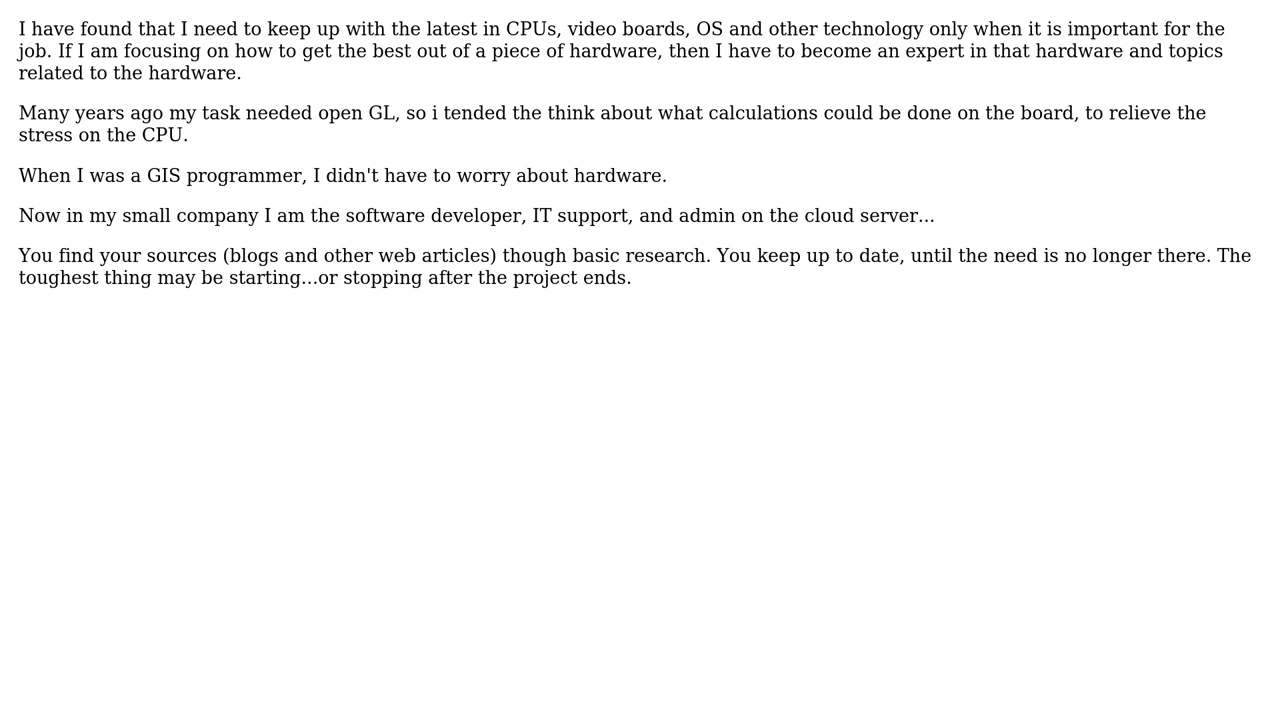 I have found that I need to keep up with the latest in CPUs, video boards, OS and other technology only when it is important for the
job. If I am focusing on how to get the best out of a piece of hardware, then I have to become an expert in that hardware and topics
related to the hardware.
Many years ago my task needed open GL, so i tended the think about what calculations could be done on the board, to relieve the
stress on the CPU.
When I was a GIS programmer, I didn't have to worry about hardware.
Now in my small company I am the software developer, IT support, and admin on the cloud server...
You find your sources (blogs and other web articles) though basic research. You keep up to date, until the need is no longer there. The
toughest thing may be starting...or stopping after the project ends.